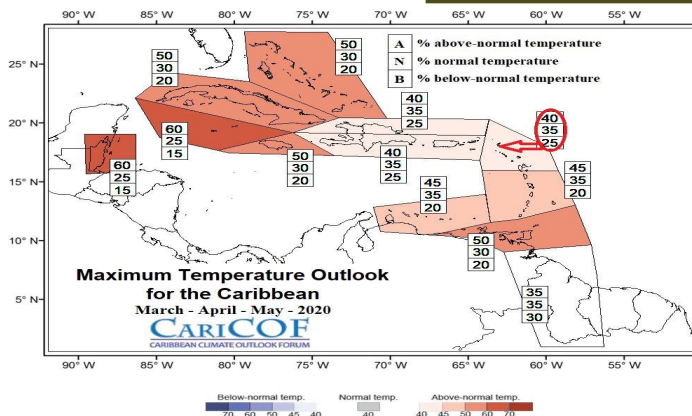 A % above-normal temperature
N % normal temperature
B % below-normal temperature
25° N
20° N
15° N
10° N
5° N
90° W
85° W
80° W
75° W
70° W
65° W
60° W
55° W
50
30
20
50
30
20
40
35
25
40
35
25
60
25
15
60
25
15
50
30
20
40
35
25
45
35
20
45
35
20
50
30
20
35
35
30
Maximum Temperature Outlook
for the Caribbean
March - April - May - 2020
CARICOF
CARIBBEAN CLIMATE OUTLOOK FORUM
Below-normal temp. Normal temp. Above-normal temp.
70 60 50 45 40 40 40 45 50 60 70